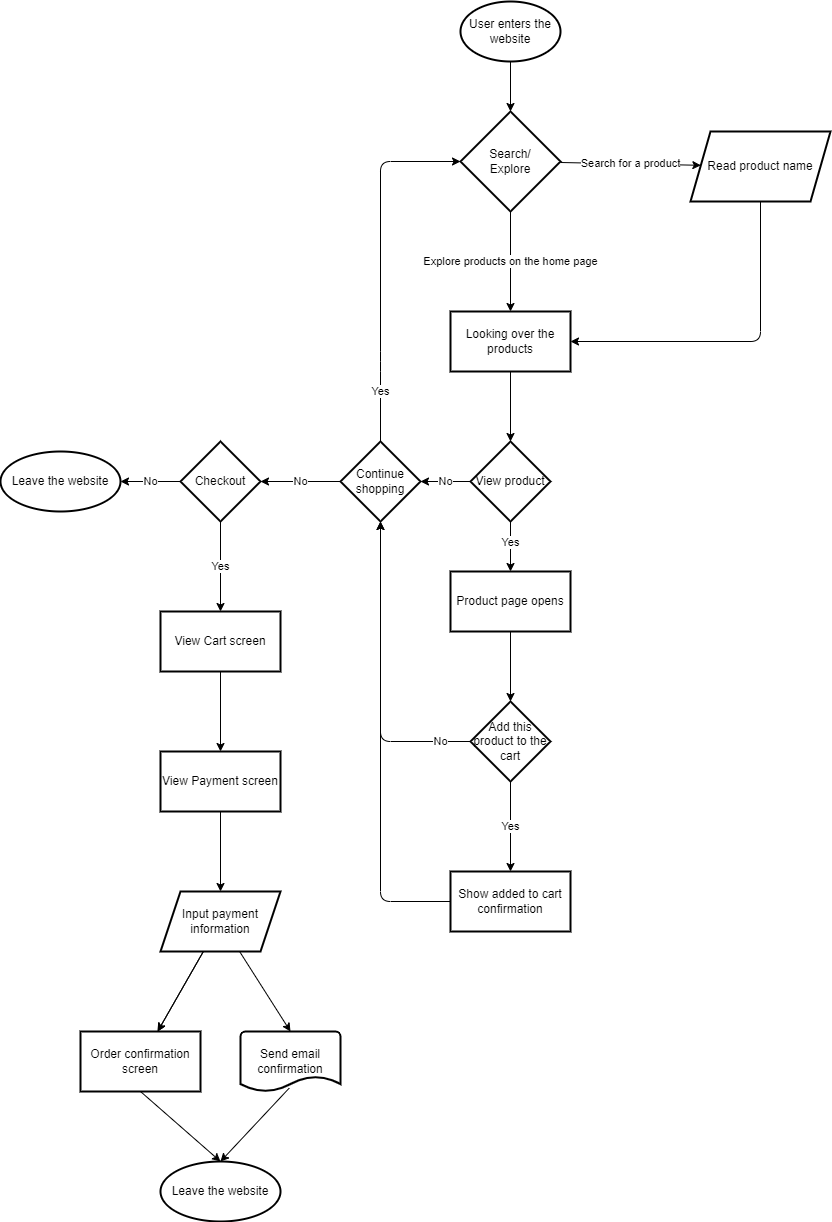 User enters the
website
Search/
Explore
Search for a product
Read product name
Explore products on the home page
Looking over the
products
Yes
Leave the website
No
Checkout
No
Continue
shopping
No
View product
Yes
Yes
Product page opens
View Cart screen
Add this
product to the
cart
No
View Payment screen
Yes
Show added to cart
confirmation
Input payment
information
Order confirmation
screen
Send email
confirmation
Leave the website